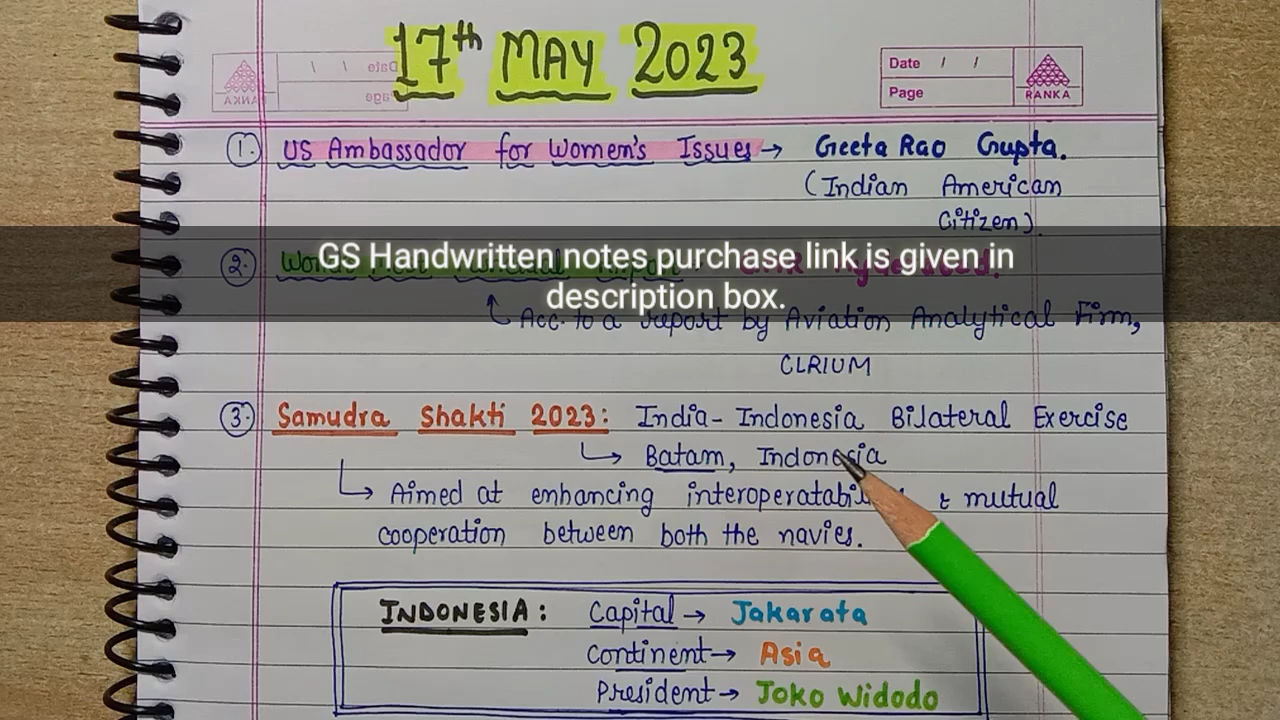 17th MAY 2023
Date / /
Page
RANKA
1. US Ambassador for Women's Issues → Geeta Rao Gupta.
(Indian American
Citizen).
GS Handwritten notes purchase link is given in
description box.
2.
↑ Acc. to a report by Aviation Analytical Firm,
CLRIUM
3. Samudra Shakti 2023: India-Indonesia Bilateral Exercise
↳ Batam, Indonesia
↳ Aimed at enhancing & mutual
cooperation between both the navies.
INDONESIA: Capital → Jakarata
Continent → Asia
President → Joko Widodo